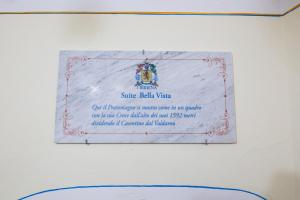 BIBBIENA
Suite Bella Vista
Qui il Pratomagno si mostra come in un quadro
con la sua Croce dall'alto dei suoi 1592 metri
dividendo il Casentino dal Valdarno.